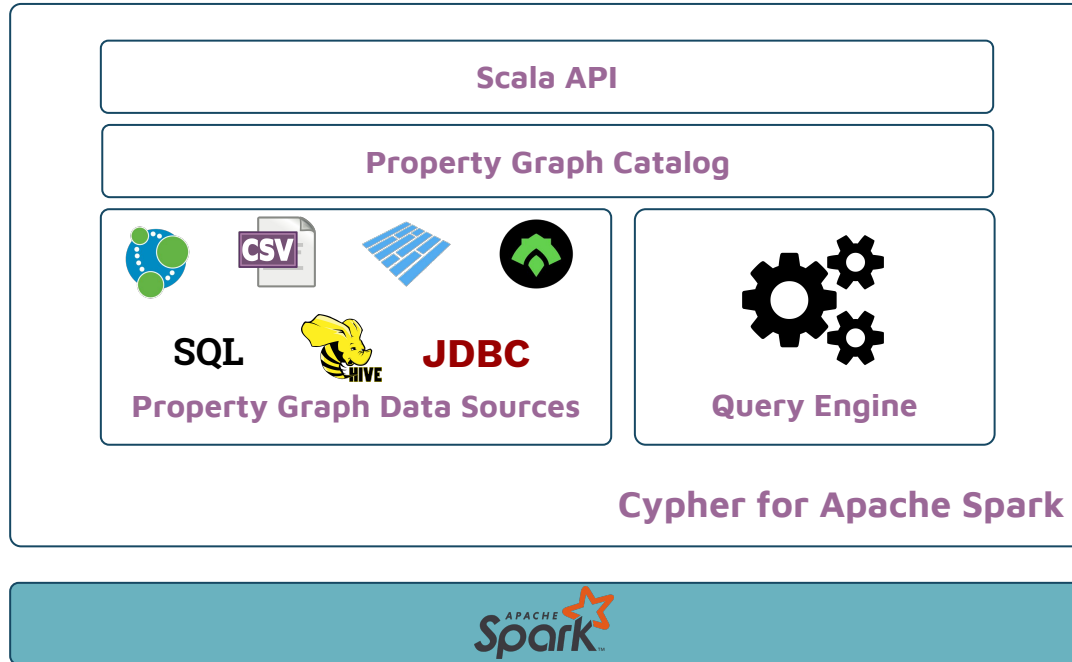 Scala API
Property Graph Catalog
CSV
SQL
HIVE
JDBC
Property Graph Data Sources
Query Engine
Cypher for Apache Spark
APACHE
Spark
TM